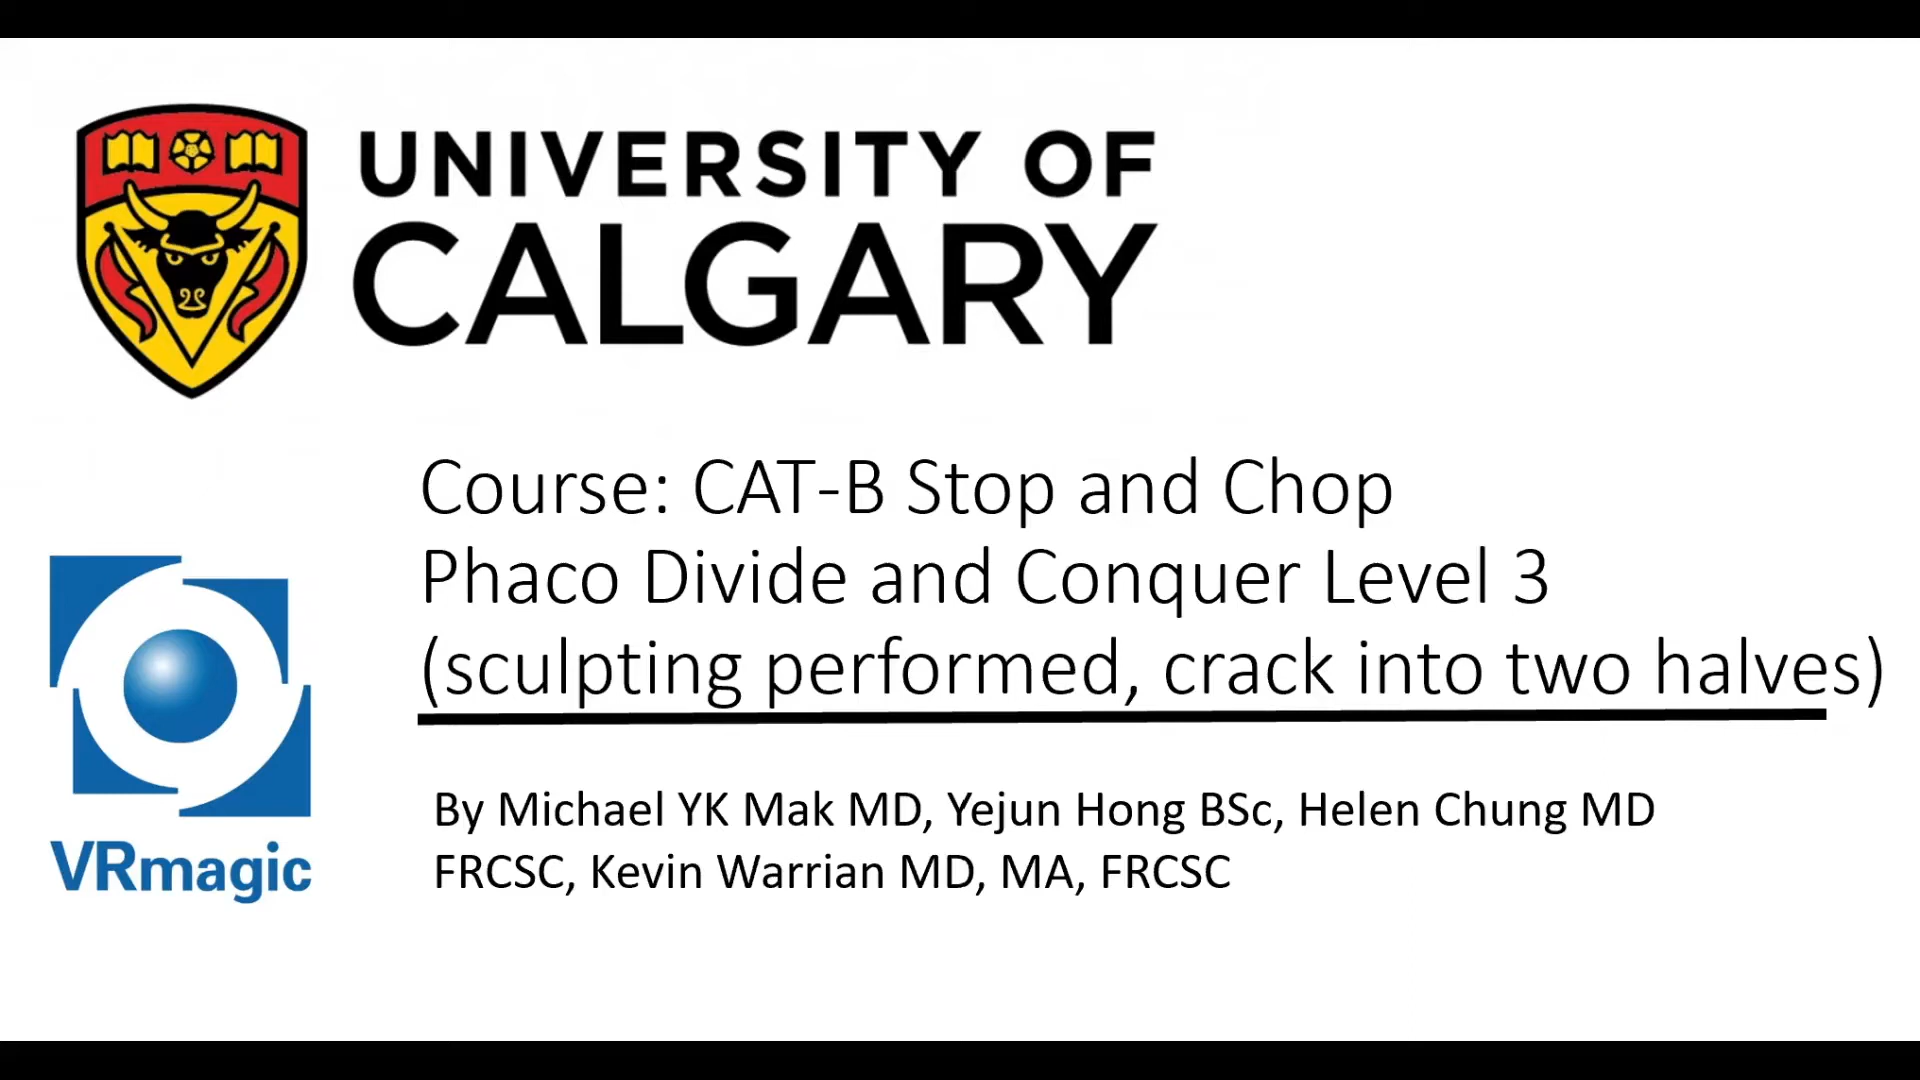 UNIVERSITY OF
CALGARY
Course: CAT-B Stop and Chop
Phaco Divide and Conquer Level 3
(sculpting performed, crack into two halves)
By Michael YK Mak MD, Yejun Hong BSc, Helen Chung MD
FRCSC, Kevin Warrian MD, MA, FRCSC
VRmagic